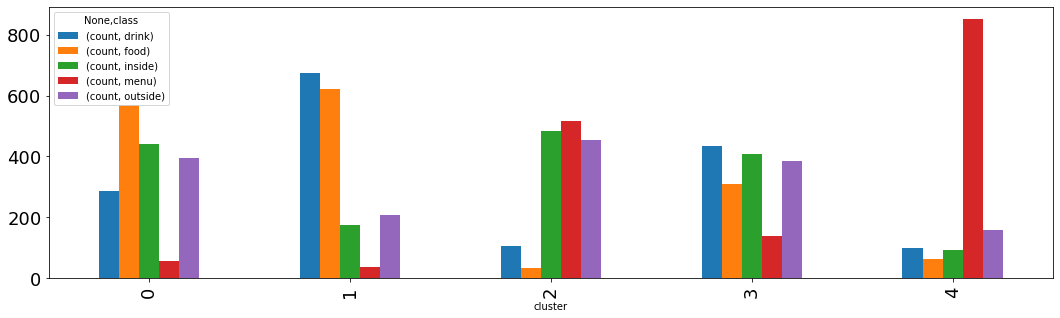 None,class
(count, drink)
(count, food)
(count, inside)
(count, menu)
(count, outside)
800
600
400
200
0
0
1
2
3
4
cluster